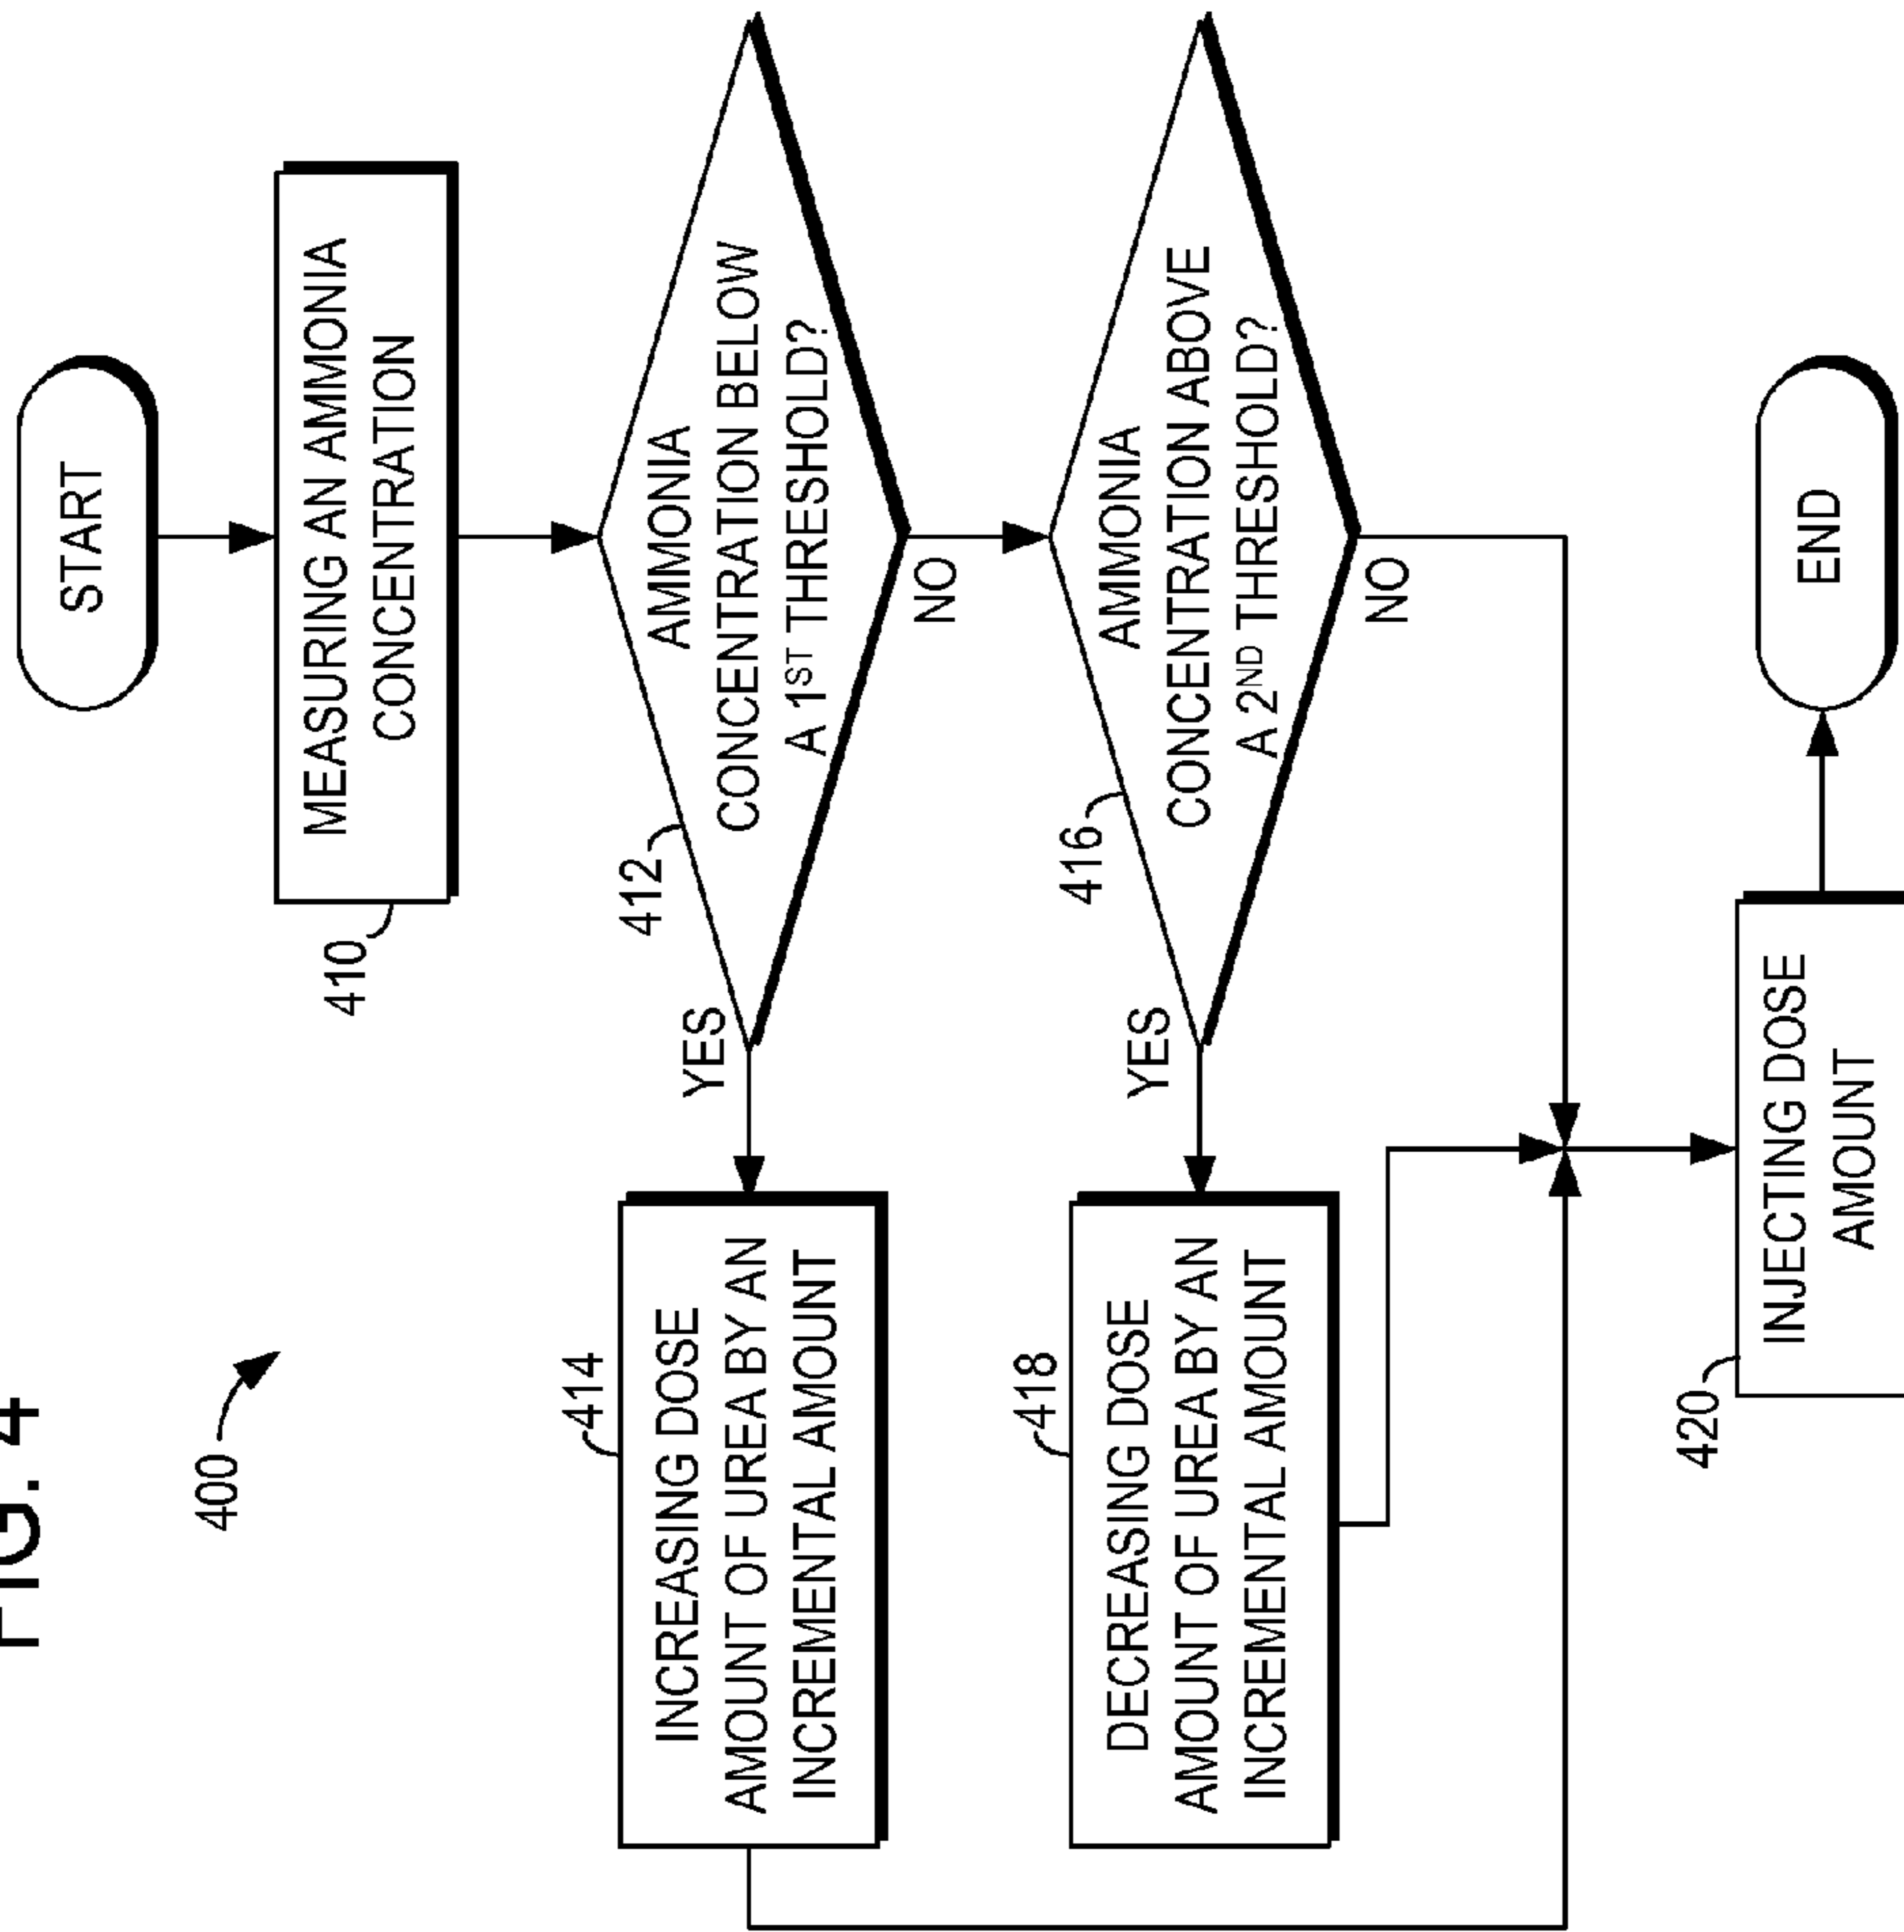 FIG. 4
400
START
410
MEASURING AN AMMONIA
CONCENTRATION
412
AMMONIA
CONCENTRATION BELOW
A 1ST THRESHOLD?
YES
NO
414
INCREASING DOSE
AMOUNT OF UREA BY AN
INCREMENTAL AMOUNT
416
AMMONIA
CONCENTRATION ABOVE
A 2ND THRESHOLD?
YES
NO
418
DECREASING DOSE
AMOUNT OF UREA BY AN
INCREMENTAL AMOUNT
420
INJECTING DOSE
AMOUNT
END